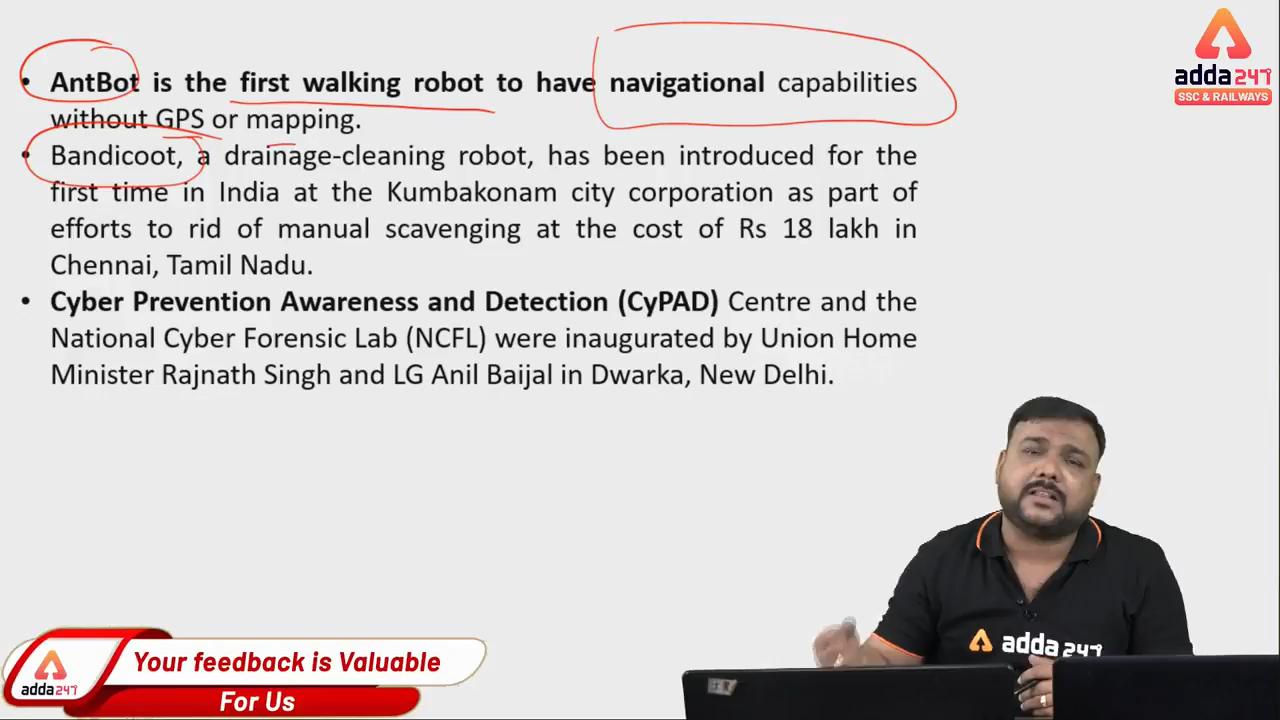 • AntBot is the first walking robot to have navigational capabilities
without GPS or mapping.
• Bandicoot, a drainage-cleaning robot, has been introduced for the
first time in India at the Kumbakonam city corporation as part of
efforts to rid of manual scavenging at the cost of Rs 18 lakh in
Chennai, Tamil Nadu.
• Cyber Prevention Awareness and Detection (CyPAD) Centre and the
National Cyber Forensic Lab (NCFL) were inaugurated by Union Home
Minister Rajnath Singh and LG Anil Baijal in Dwarka, New Delhi.
adda247
SSC & RAILWAYS
adda247
adda247
Your feedback is Valuable
For Us